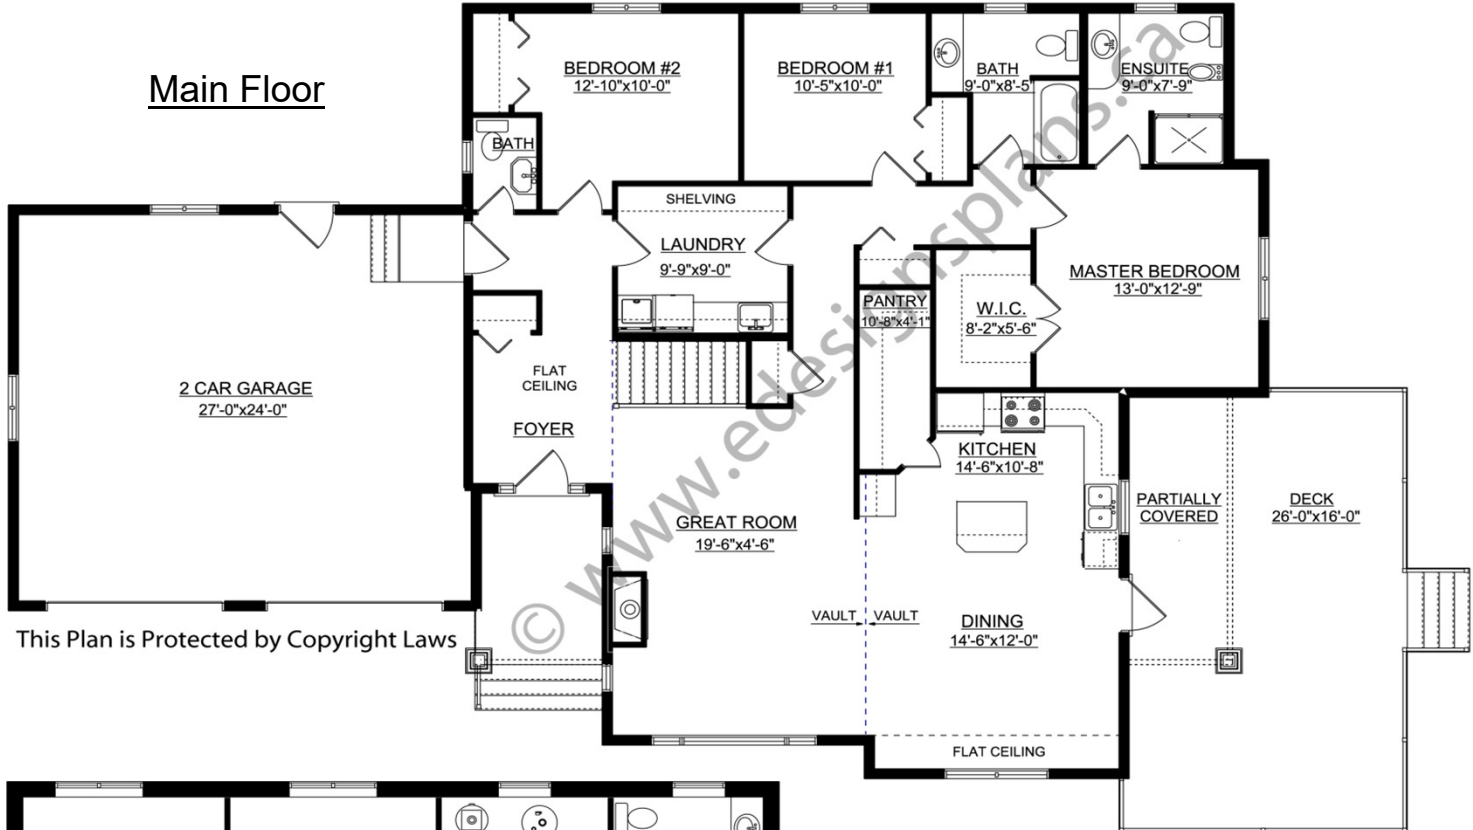 Main Floor
BEDROOM #2
12'-10"x10'-0"
BEDROOM #1
10'-5"x10'-0"
BATH
9'-0"x8'-5"
ENSUITE
9'-0"x7'-9"
BATH
SHELVING
LAUNDRY
9'-9"x9'-0"
MASTER BEDROOM
13'-0"x12'-9"
W.I.C.
8'-2"x5'-6"
PANTRY
10'-8"x4'-1"
2 CAR GARAGE
27'-0"x24'-0"
FLAT
CEILING
FOYER
KITCHEN
14'-6"x10'-8"
GREAT ROOM
19'-6"x4'-6"
PARTIALLY
COVERED
DECK
26'-0"x16'-0"
VAULT
VAULT
DINING
14'-6"x12'-0"
FLAT CEILING
This Plan is Protected by Copyright Laws
© www.edesignsplans.ca